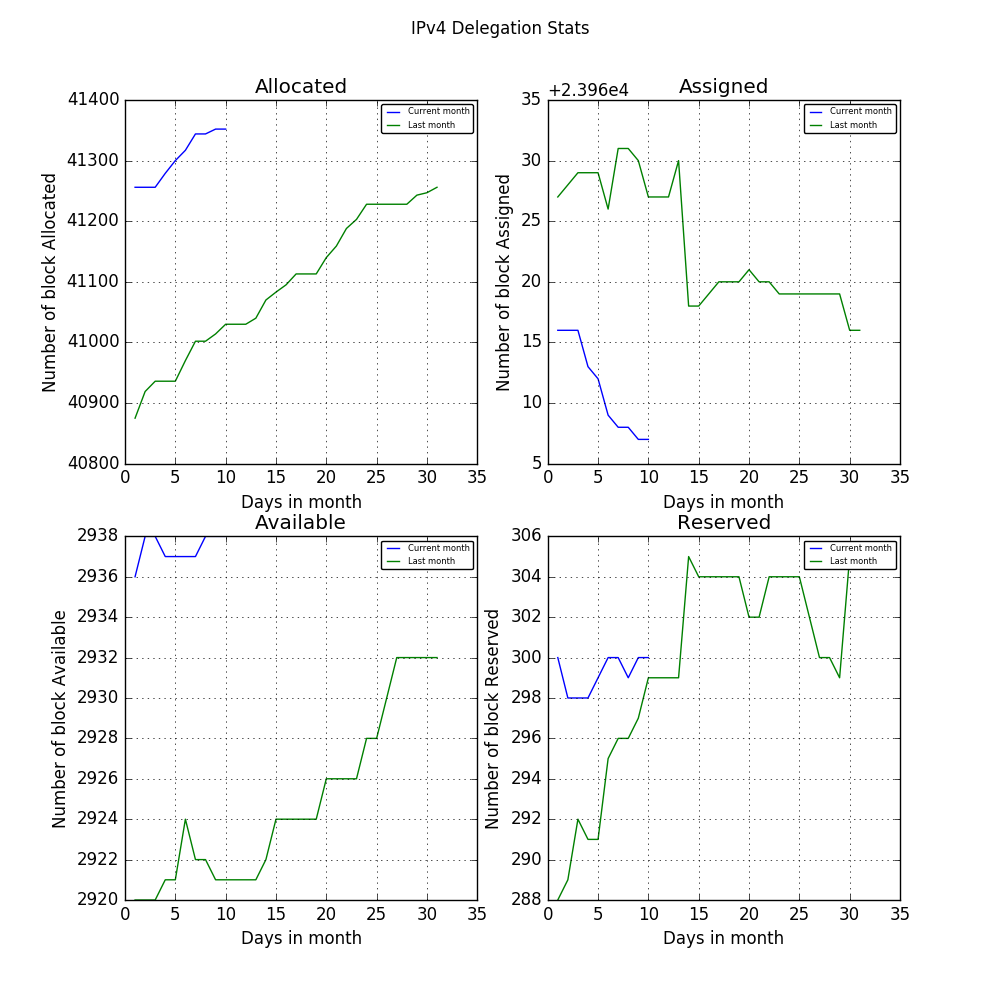 IPv4 Delegation Stats
Allocated
41400
41300
41200
41100
41000
40900
40800
Number of block Allocated
0 5 10 15 20 25 30 35
Days in month
Current month
Last month
Assigned
+2.396e4
35
30
25
20
15
10
5
Number of block Assigned
0 5 10 15 20 25 30 35
Days in month
Current month
Last month
Available
2938
2936
2934
2932
2930
2928
2926
2924
2922
2920
Number of block Available
0 5 10 15 20 25 30 35
Days in month
Current month
Last month
Reserved
306
304
302
300
298
296
294
292
290
288
Number of block Reserved
0 5 10 15 20 25 30 35
Days in month
Current month
Last month